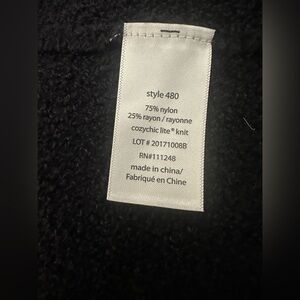 style 480
75% nylon
25% rayon / rayonne
cozychic lite® knit
LOT # 20171008B
RN#111248
made in china/
Fabriqué en Chine